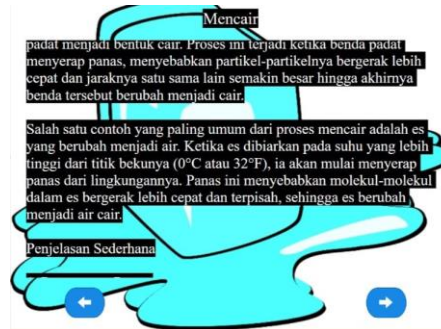 Mencair
padat menjadi bentuk cair. Proses ini terjadi ketika benda padat
menyerap panas, menyebabkan partikel-partikelnya bergerak lebih
cepat dan jaraknya satu sama lain semakin besar hingga akhirnya
benda tersebut berubah menjadi cair.
Salah satu contoh yang paling umum dari proses mencair adalah es
yang berubah menjadi air. Ketika es dibiarkan pada suhu yang lebih
tinggi dari titik bekunya (0°C atau 32°F), ia akan mulai menyerap
panas dari lingkungannya. Panas ini menyebabkan molekul-molekul
dalam es bergerak lebih cepat dan terpisah, sehingga es berubah
menjadi air cair.
Penjelasan Sederhana